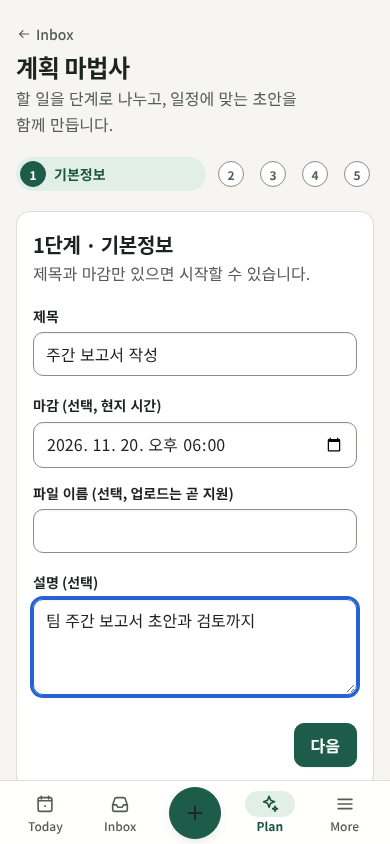 ← Inbox
계획 마법사
할 일을 단계로 나누고, 일정에 맞는 초안을
함께 만듭니다.
1 기본정보 2 3 4 5
1단계 · 기본정보
제목과 마감만 있으면 시작할 수 있습니다.
제목
주간 보고서 작성
마감 (선택, 현지 시간)
2026. 11. 20. 오후 06:00
파일 이름 (선택, 업로드는 곧 지원)
설명 (선택)
팀 주간 보고서 초안과 검토까지
다음
Today Inbox + Plan More